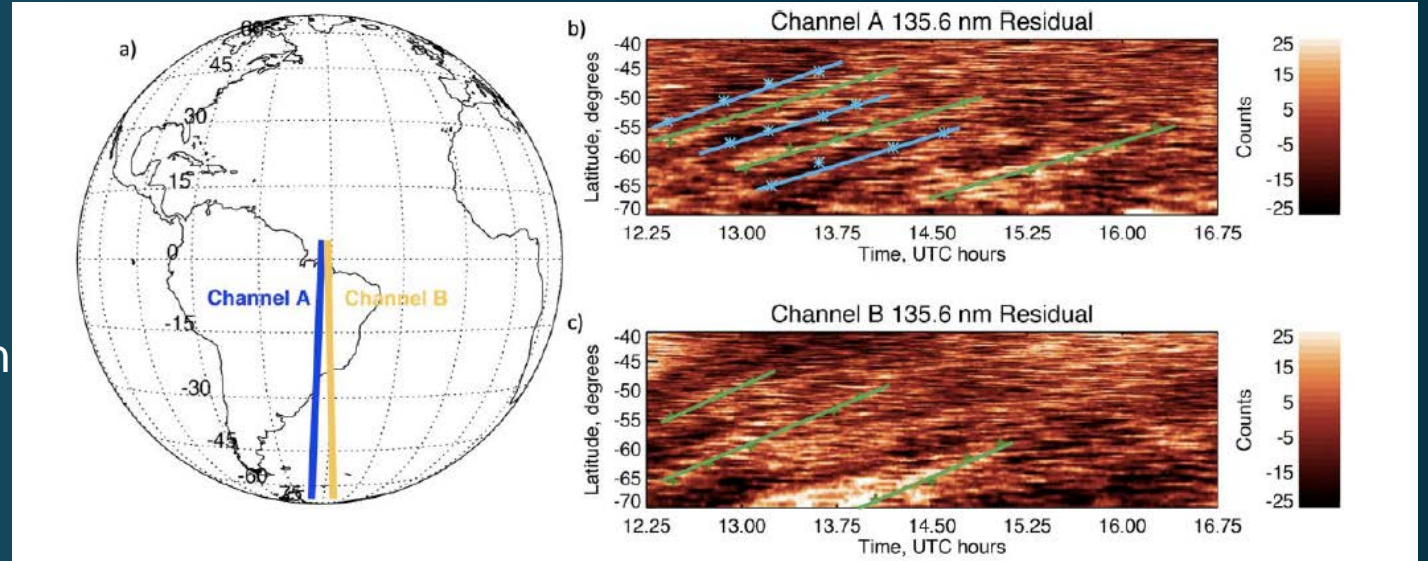 a)
60
45
30
15
0
Channel A Channel B
-15
-30
-45
-60
-75
b)
Channel A 135.6 nm Residual
Latitude, degrees
-40
-45
-50
-55
-60
-65
-70
12.25 13.00 13.75 14.50 15.25 16.00 16.75
Time, UTC hours
25
15
5
-5
-15
-25
Counts
c)
Channel B 135.6 nm Residual
Latitude, degrees
-40
-45
-50
-55
-60
-65
-70
12.25 13.00 13.75 14.50 15.25 16.00 16.75
Time, UTC hours
25
15
5
-5
-15
-25
Counts